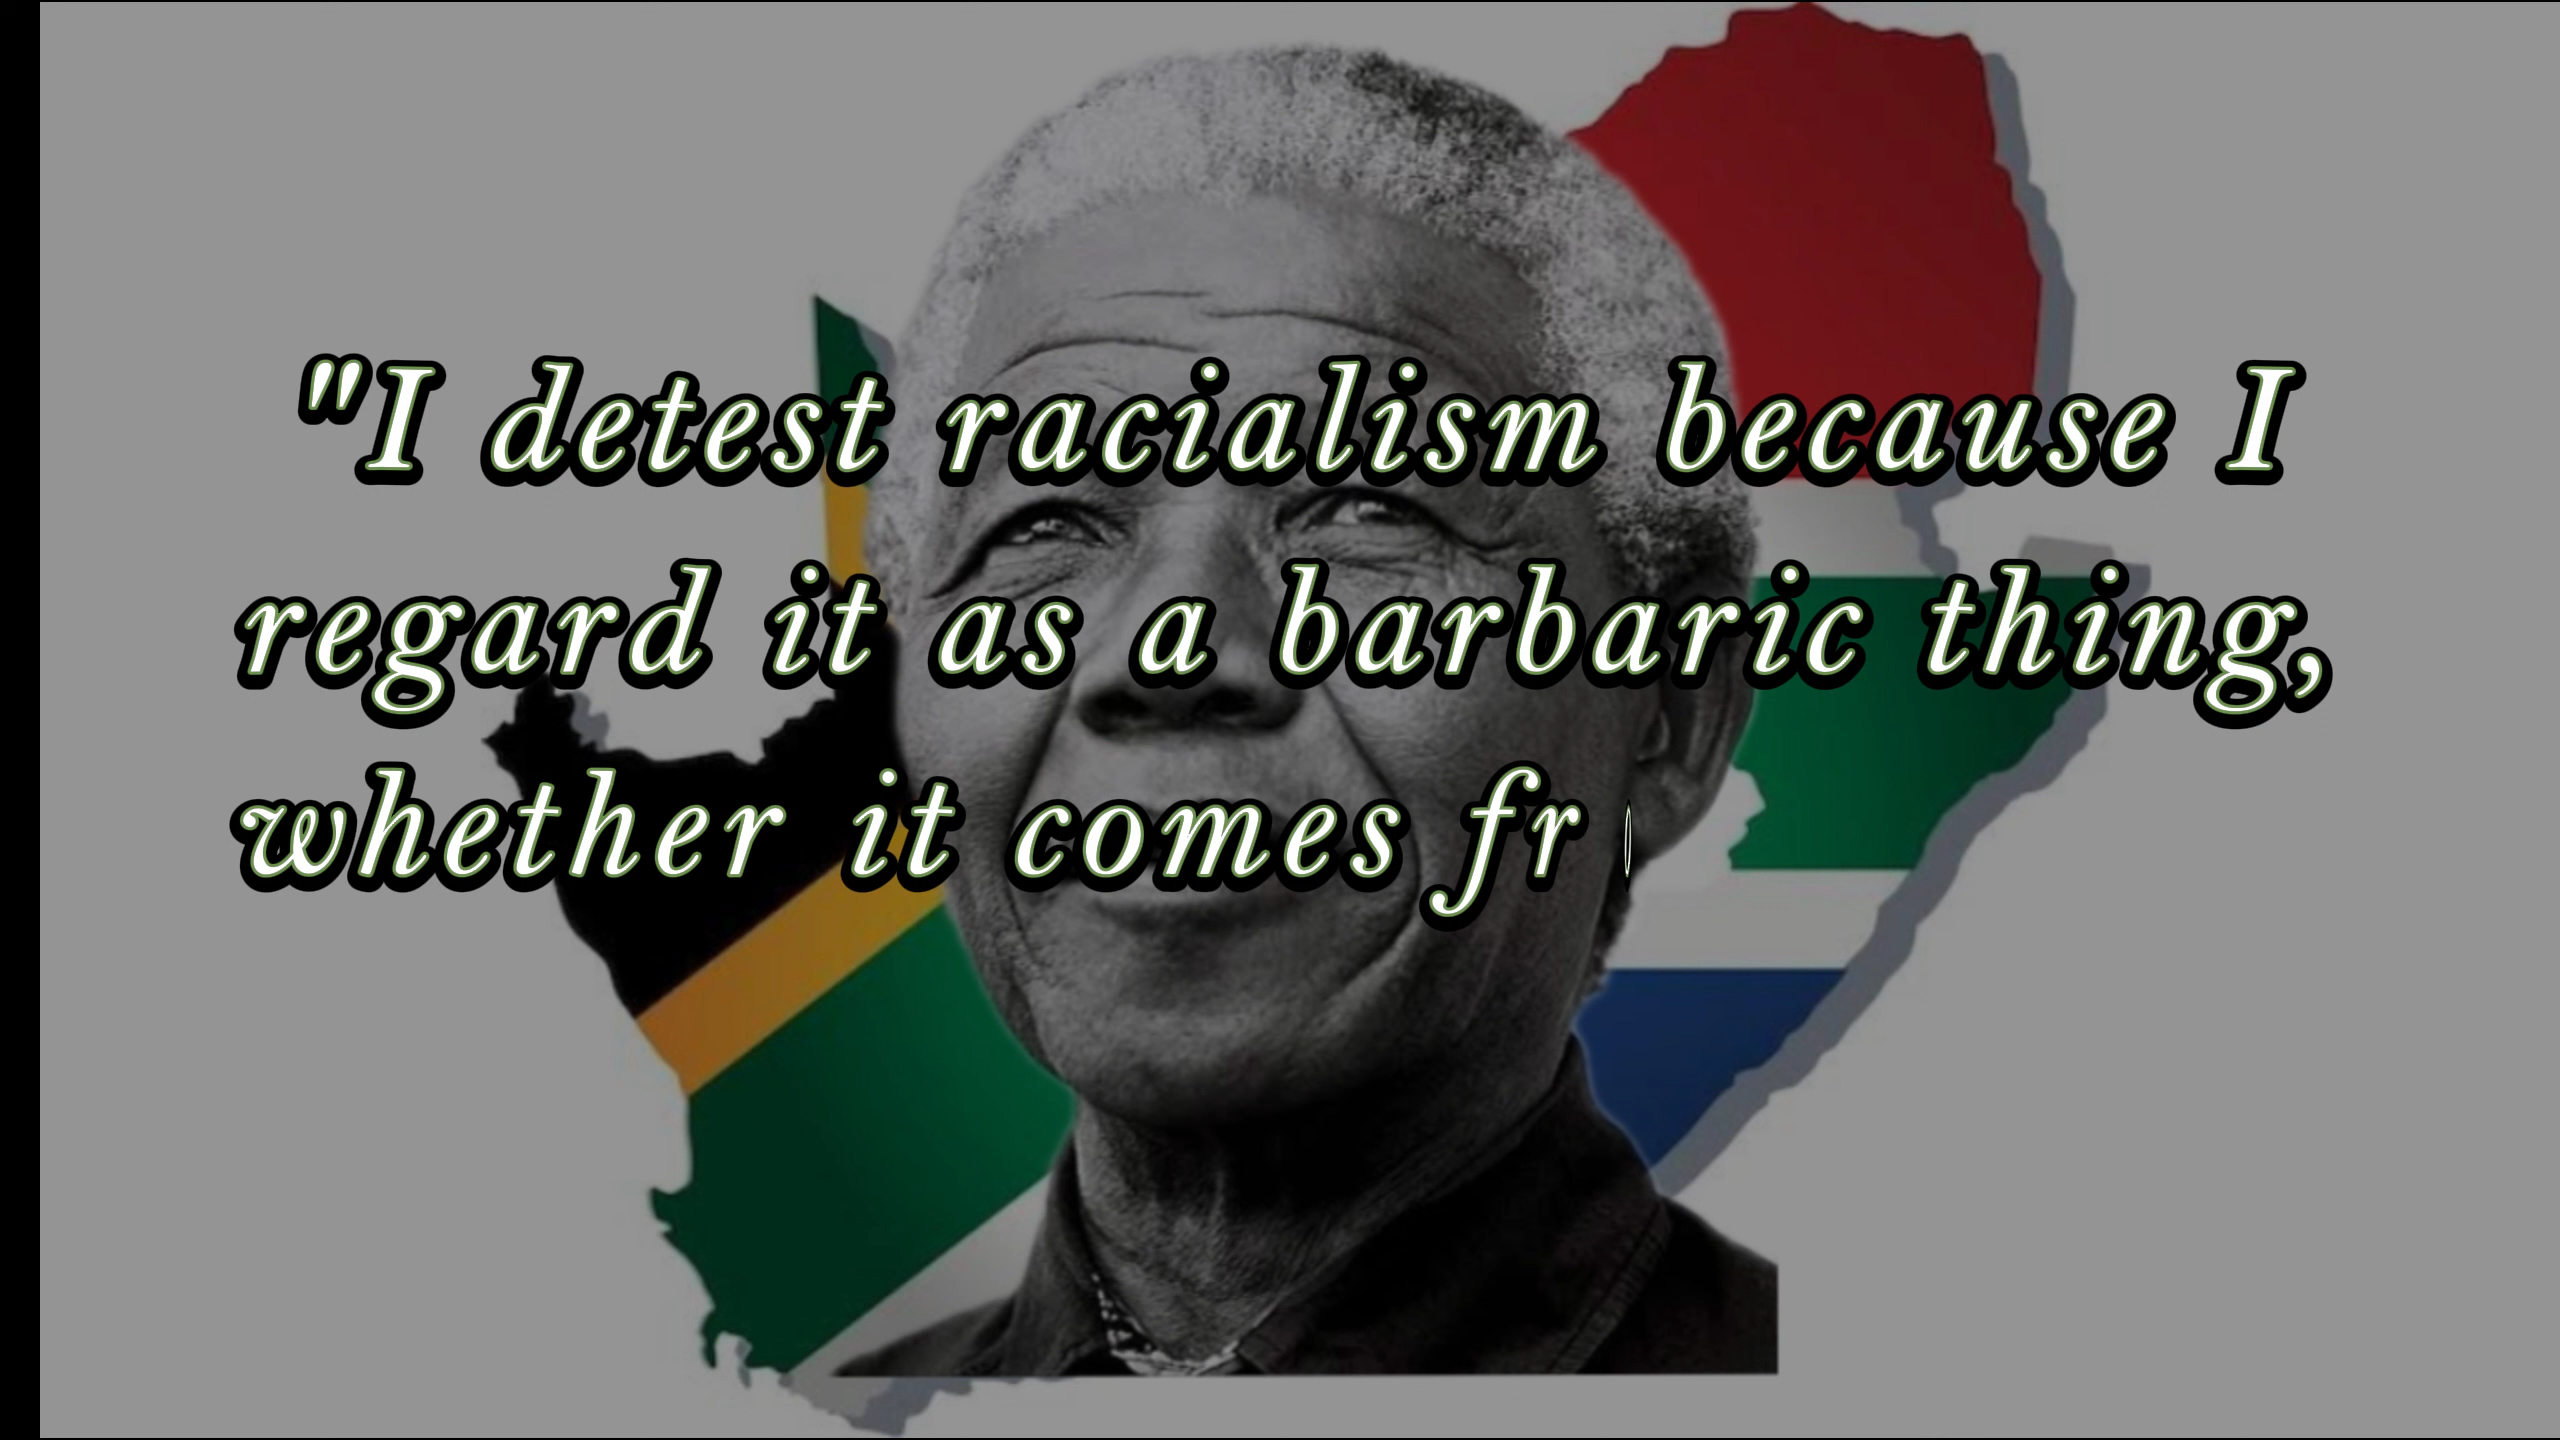 "I detest racialism because I
regard it as a barbaric thing,
whether it comes fr